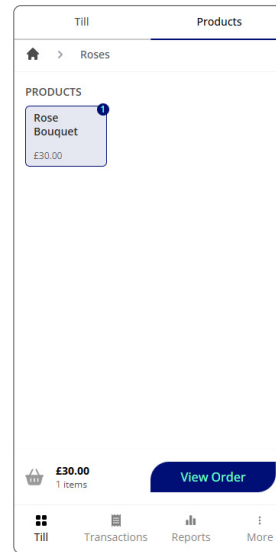 Till Products
> Roses
PRODUCTS
1
Rose
Bouquet
£30.00
£30.00
1 items
View Order
Till Transactions Reports More